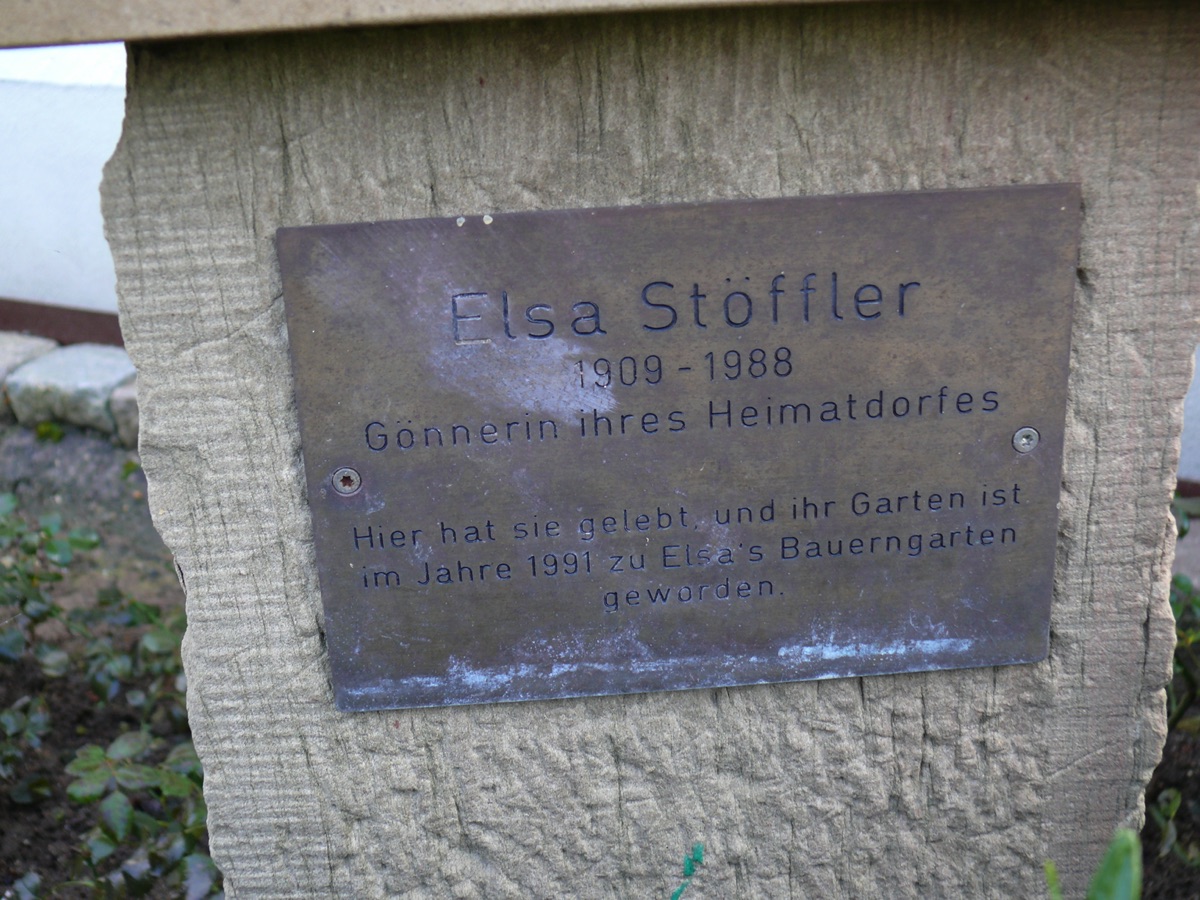 Elsa Stöffler
1909 - 1988
Gönnerin ihres Heimatdorfes
Hier hat sie gelebt, und ihr Garten ist
im Jahre 1991 zu Elsa's Bauerngarten
geworden.